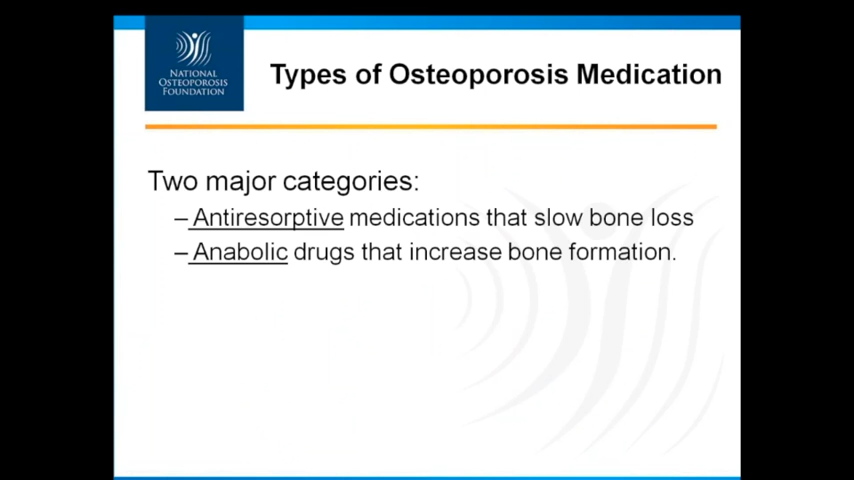 NATIONAL
OSTEOPOROSIS
FOUNDATION
Types of Osteoporosis Medication
Two major categories:
– Antiresorptive medications that slow bone loss
– Anabolic drugs that increase bone formation.